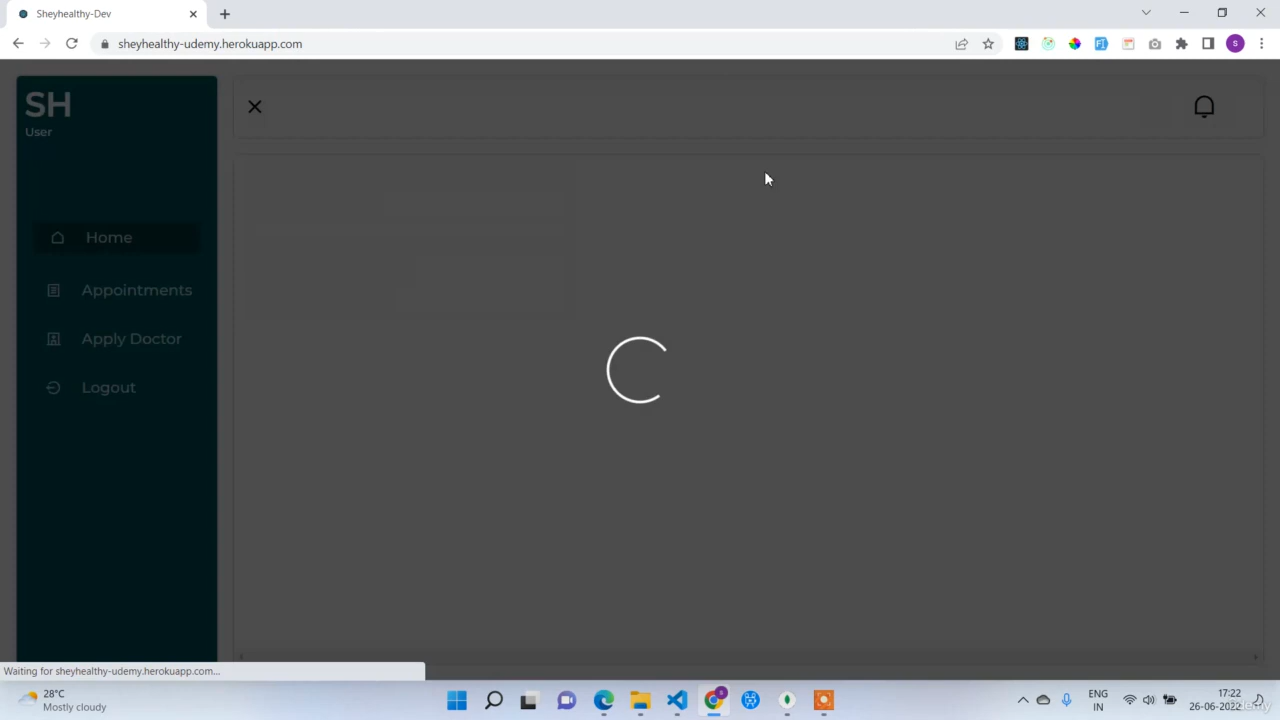 Sheyhealthy-Dev
sheyhealthy-udemy.herokuapp.com
SH
User
Home
Appointments
Apply Doctor
Logout
Waiting for sheyhealthy-udemy.herokuapp.com...
28°C
Mostly cloudy
ENG
IN
17:22
26-06-2022
udemy